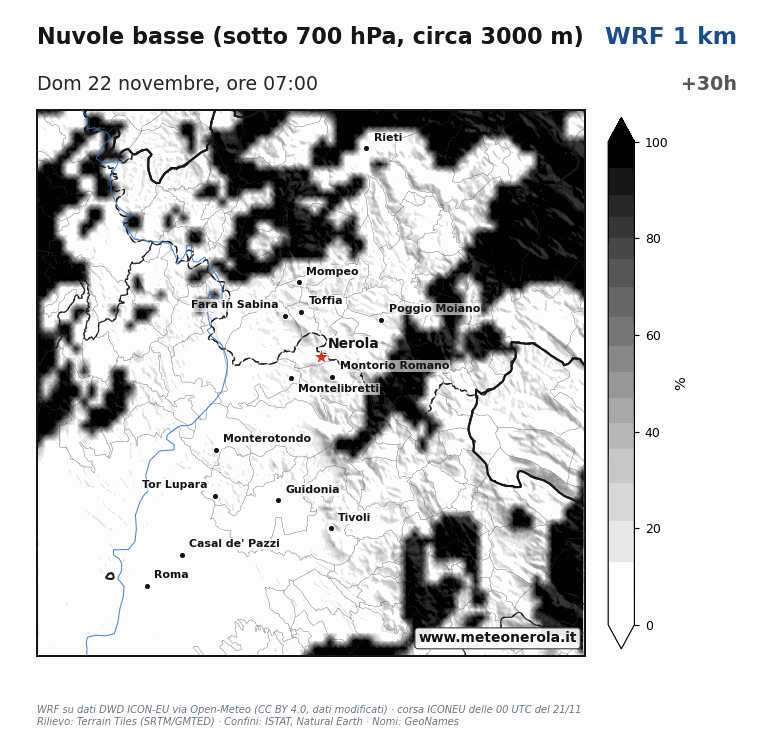 Nuvole basse (sotto 700 hPa, circa 3000 m) WRF 1 km
Dom 22 novembre, ore 07:00 +30h
Rieti
100
80
60
40
20
0
%
Mompeo
Fara in Sabina Toffia
Poggio Moiano
Nerola
Montorio Romano
Montelibretti
Monterotondo
Tor Lupara
Guidonia
Tivoli
Casal de' Pazzi
Roma
www.meteonerola.it
WRF su dati DWD ICON-EU via Open-Meteo (CC BY 4.0, dati modificati) · corsa ICONEU delle 00 UTC del 21/11
Rilievo: Terrain Tiles (SRTM/GMTED) · Confini: ISTAT, Natural Earth · Nomi: GeoNames